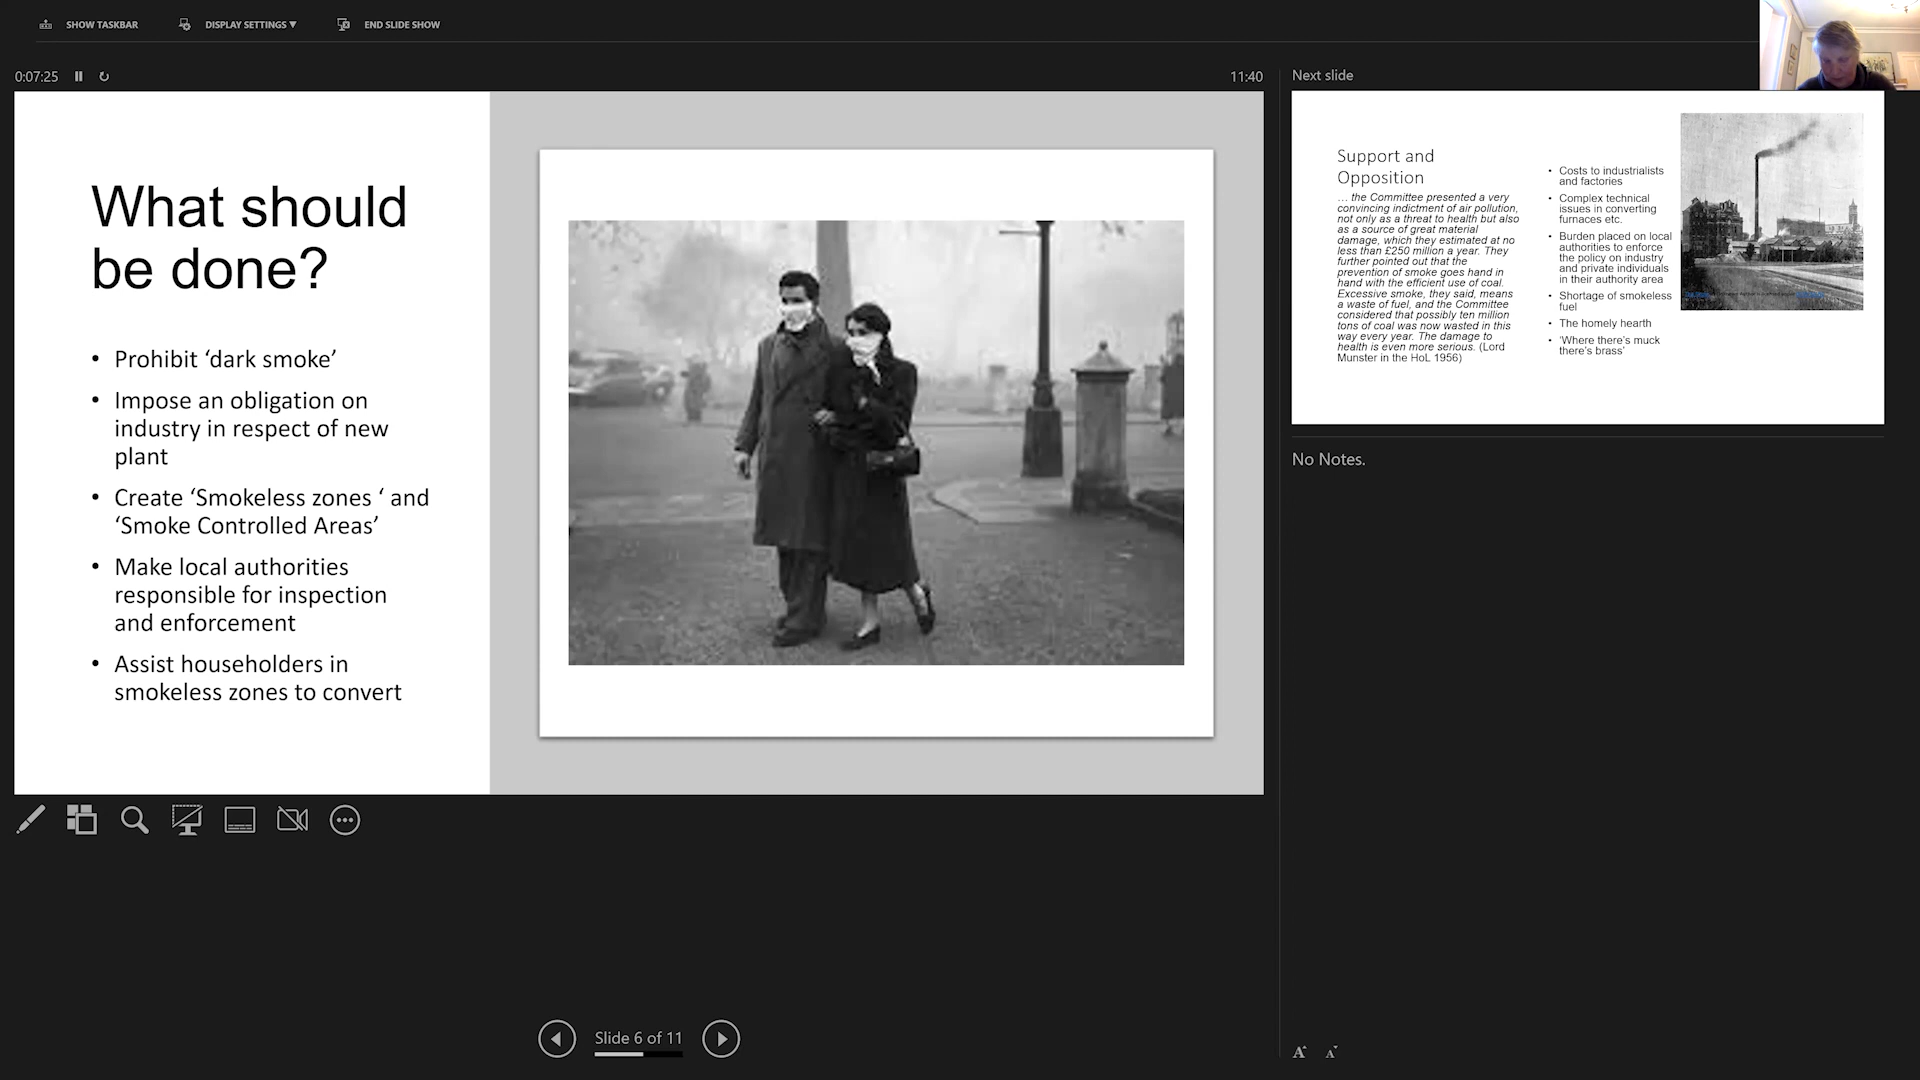 SHOW TASKBAR
DISPLAY SETTINGS ▼
END SLIDE SHOW
0:07:25
11:40
What should
be done?
• Prohibit ‘dark smoke’
• Impose an obligation on
industry in respect of new
plant
• Create ‘Smokeless zones ‘ and
‘Smoke Controlled Areas’
• Make local authorities
responsible for inspection
and enforcement
• Assist householders in
smokeless zones to convert
Next slide
Support and
Opposition
… the Committee presented a very
convincing indictment of air pollution,
not only as a threat to health but also
as a source of great material
damage, which they estimated at no
less than £250 million a year. They
further pointed out that the
prevention of smoke goes hand in
hand with the efficient use of coal.
Excessive smoke, they said, means
a waste of fuel, and the Committee
considered that possibly ten million
tons of coal was now wasted in this
way every year. The damage to
health is even more serious. (Lord
Munster in the HoL 1956)
• Costs to industrialists
and factories
• Complex technical
issues in converting
furnaces etc.
• Burden placed on local
authorities to enforce
the policy on industry
and private individuals
in their authority area
• Shortage of smokeless
fuel
• The homely hearth
• ‘Where there’s muck
there’s brass’
No Notes.
Slide 6 of 11
A A